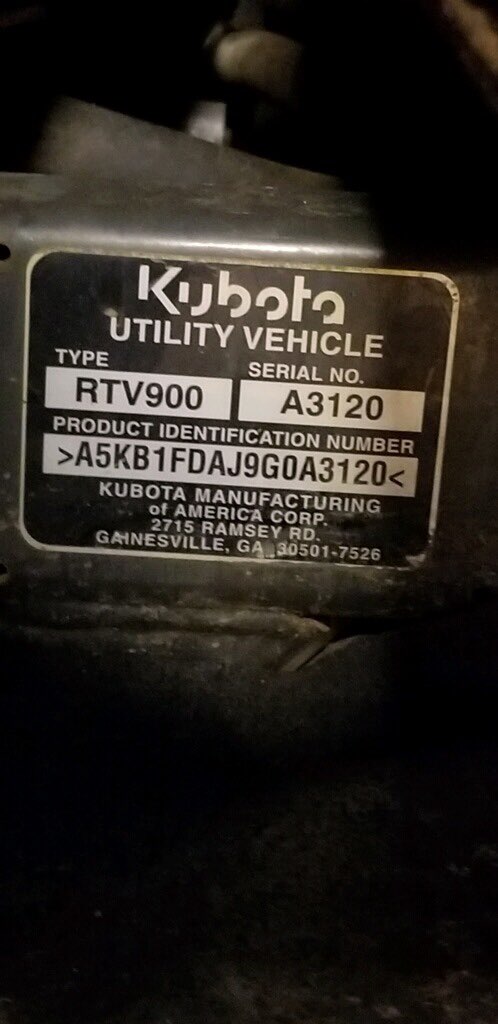 Kubota
UTILITY VEHICLE
TYPE SERIAL NO.
RTV900 A3120
PRODUCT IDENTIFICATION NUMBER
>A5KB1FDAJ9G0A3120<
KUBOTA MANUFACTURING
of AMERICA CORP.
2715 RAMSEY RD.
GAINESVILLE, GA 30501-7526